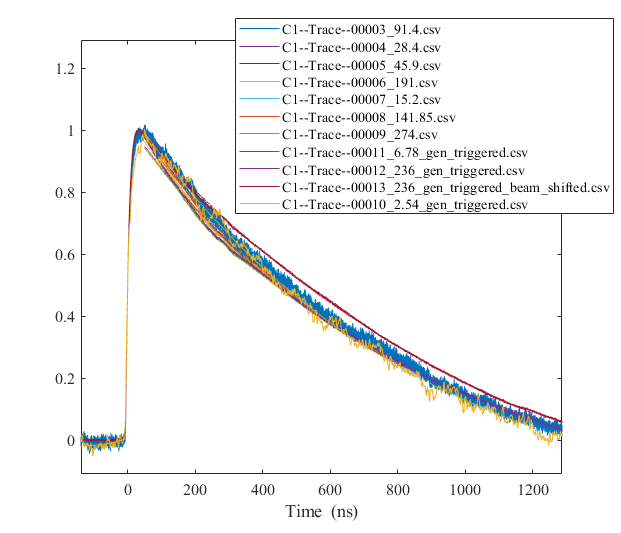 C1--Trace--00003_91.4.csv
C1--Trace--00004_28.4.csv
C1--Trace--00005_45.9.csv
C1--Trace--00006_191.csv
C1--Trace--00007_15.2.csv
C1--Trace--00008_141.85.csv
C1--Trace--00009_274.csv
C1--Trace--00011_6.78_gen_triggered.csv
C1--Trace--00012_236_gen_triggered.csv
C1--Trace--00013_236_gen_triggered_beam_shifted.csv
C1--Trace--00010_2.54_gen_triggered.csv
1.2
1
0.8
0.6
0.4
0.2
0
0 200 400 600 800 1000 1200
Time (ns)